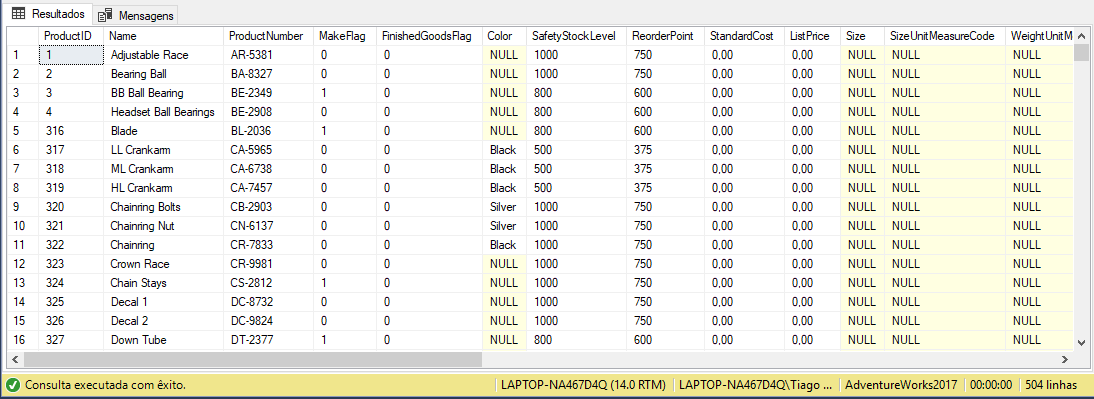 Resultados Mensagens
ProductID Name ProductNumber MakeFlag FinishedGoodsFlag Color SafetyStockLevel ReorderPoint StandardCost ListPrice Size SizeUnitMeasureCode WeightUnitM
1 1 Adjustable Race AR-5381 0 0 NULL 1000 750 0,00 0,00 NULL NULL NULL
2 2 Bearing Ball BA-8327 0 0 NULL 1000 750 0,00 0,00 NULL NULL NULL
3 3 BB Ball Bearing BE-2349 1 0 NULL 800 600 0,00 0,00 NULL NULL NULL
4 4 Headset Ball Bearings BE-2908 0 0 NULL 800 600 0,00 0,00 NULL NULL NULL
5 316 Blade BL-2036 1 0 NULL 800 600 0,00 0,00 NULL NULL NULL
6 317 LL Crankarm CA-5965 0 0 Black 500 375 0,00 0,00 NULL NULL NULL
7 318 ML Crankarm CA-6738 0 0 Black 500 375 0,00 0,00 NULL NULL NULL
8 319 HL Crankarm CA-7457 0 0 Black 500 375 0,00 0,00 NULL NULL NULL
9 320 Chainring Bolts CB-2903 0 0 Silver 1000 750 0,00 0,00 NULL NULL NULL
10 321 Chainring Nut CN-6137 0 0 Silver 1000 750 0,00 0,00 NULL NULL NULL
11 322 Chainring CR-7833 0 0 Black 1000 750 0,00 0,00 NULL NULL NULL
12 323 Crown Race CR-9981 0 0 NULL 1000 750 0,00 0,00 NULL NULL NULL
13 324 Chain Stays CS-2812 1 0 NULL 1000 750 0,00 0,00 NULL NULL NULL
14 325 Decal 1 DC-8732 0 0 NULL 1000 750 0,00 0,00 NULL NULL NULL
15 326 Decal 2 DC-9824 0 0 NULL 1000 750 0,00 0,00 NULL NULL NULL
16 327 Down Tube DT-2377 1 0 NULL 800 600 0,00 0,00 NULL NULL NULL
Consulta executada com êxito. LAPTOP-NA467D4Q (14.0 RTM) LAPTOP-NA467D4Q\Tiago ... AdventureWorks2017 00:00:00 504 linhas